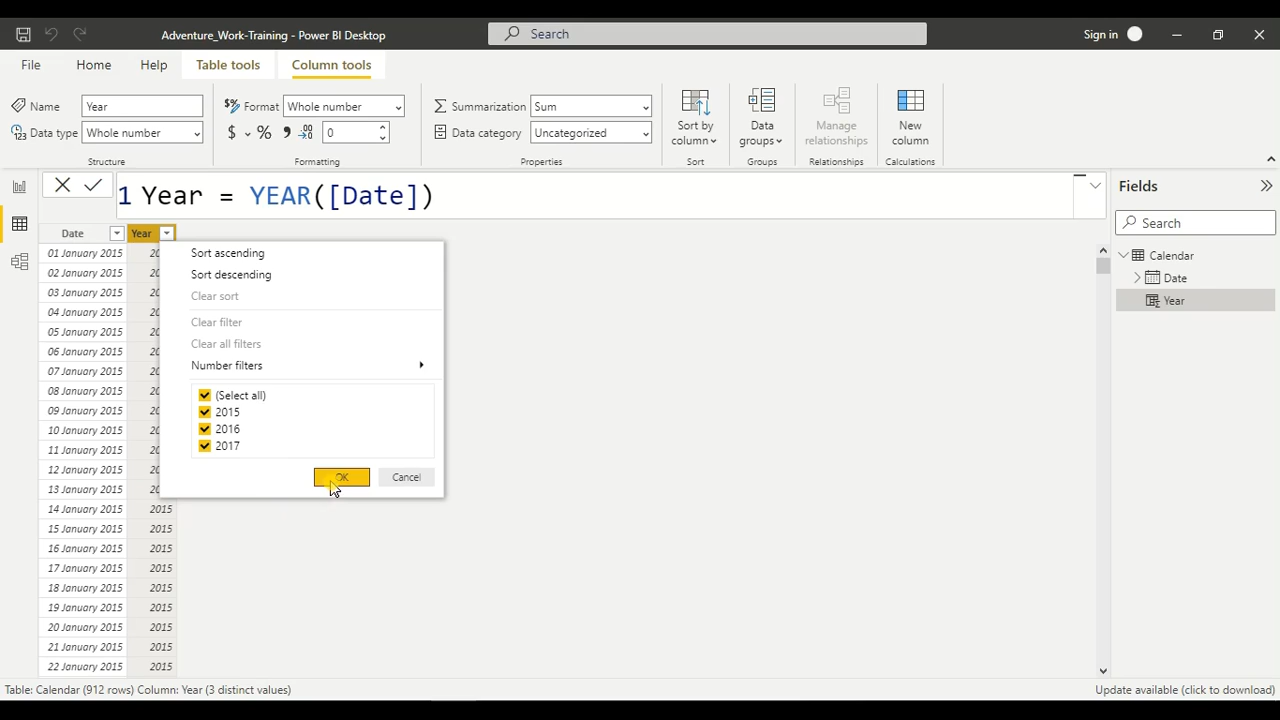 Adventure_Work-Training - Power BI Desktop
Search
Sign in
File
Home
Help
Table tools
Column tools
Name
Year
Format
Whole number
Summarization
Sum
Data type
Whole number
$
%
0
Data category
Uncategorized
Sort by
column
Data
groups
Manage
relationships
New
column
Structure
Formatting
Properties
Sort
Groups
Relationships
Calculations
1 Year = YEAR([Date])
Fields
Search
Calendar
Date
Year
Date
Year
01 January 2015
02 January 2015
03 January 2015
04 January 2015
05 January 2015
06 January 2015
07 January 2015
08 January 2015
09 January 2015
10 January 2015
11 January 2015
12 January 2015
13 January 2015
14 January 2015 2015
15 January 2015 2015
16 January 2015 2015
17 January 2015 2015
18 January 2015 2015
19 January 2015 2015
20 January 2015 2015
21 January 2015 2015
22 January 2015 2015
Sort ascending
Sort descending
Clear sort
Clear filter
Clear all filters
Number filters
(Select all)
2015
2016
2017
OK
Cancel
Table: Calendar (912 rows) Column: Year (3 distinct values)
Update available (click to download)